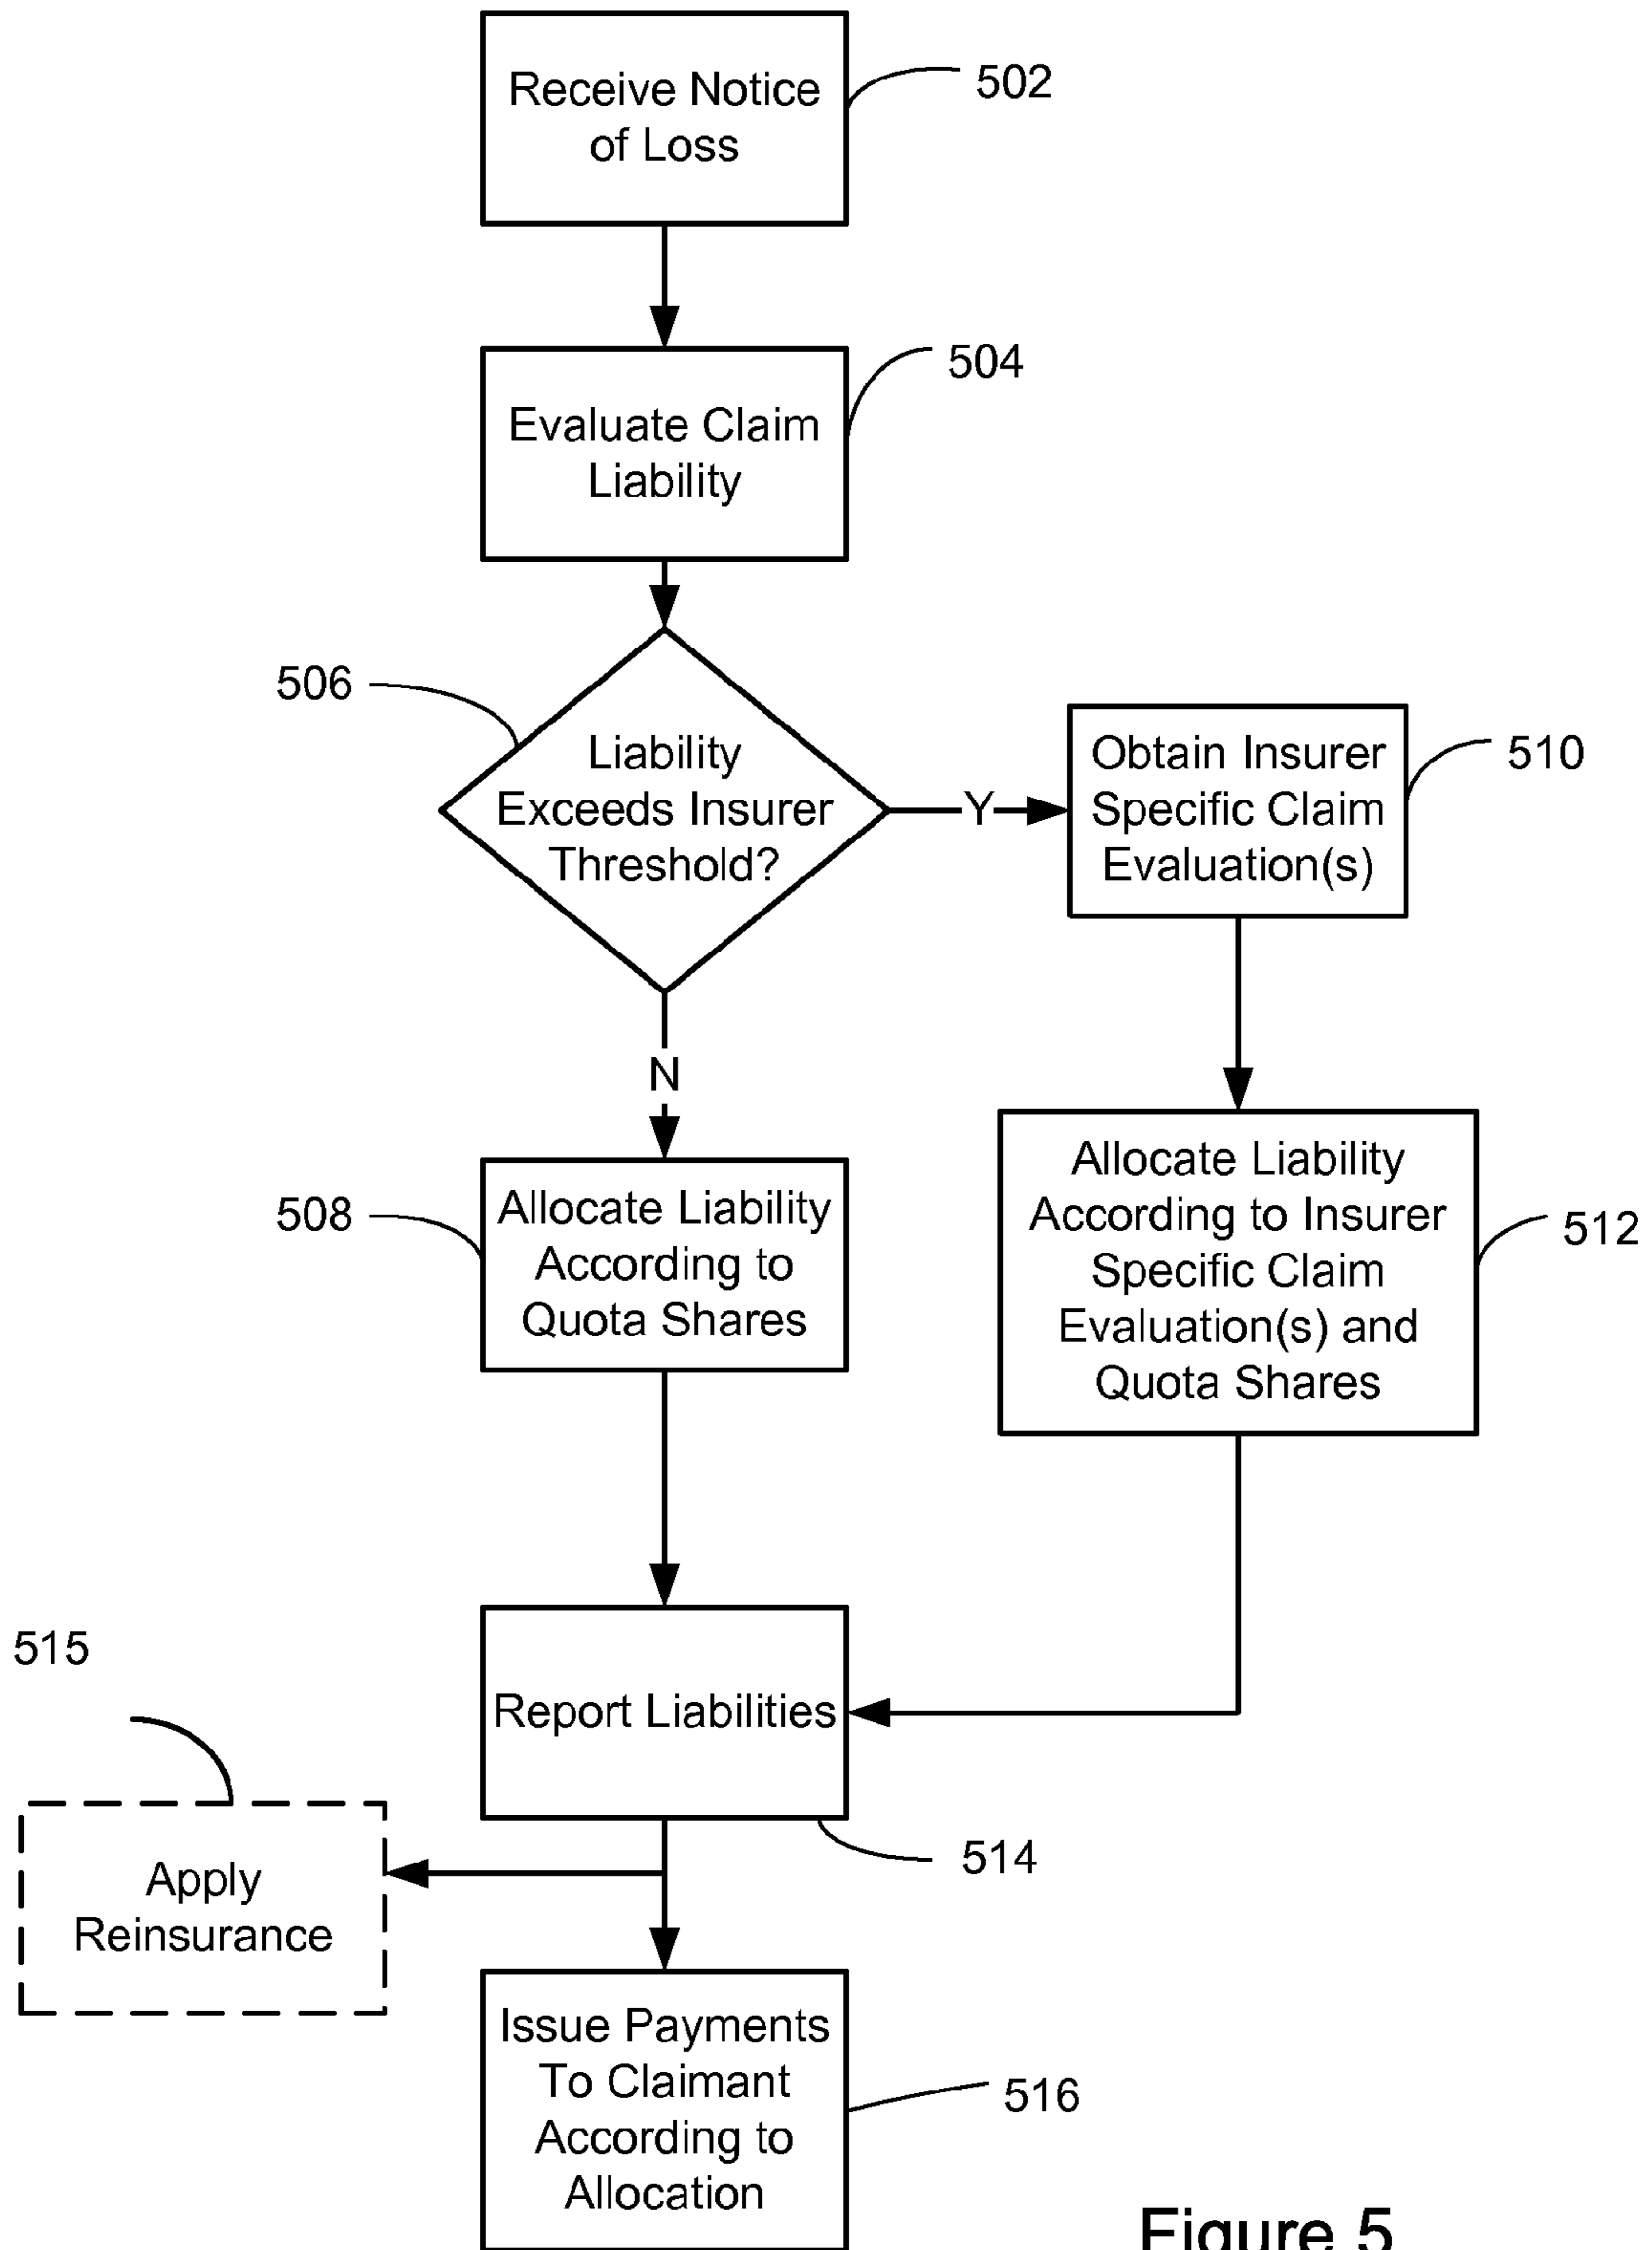 Receive Notice
of Loss
502
Evaluate Claim
Liability
504
506
Liability
Exceeds Insurer
Threshold?
Y
Obtain Insurer
Specific Claim
Evaluation(s)
510
N
508
Allocate Liability
According to
Quota Shares
Allocate Liability
According to Insurer
Specific Claim
Evaluation(s) and
Quota Shares
512
515
Report Liabilities
514
Apply
Reinsurance
Issue Payments
To Claimant
According to
Allocation
516
Figure 5